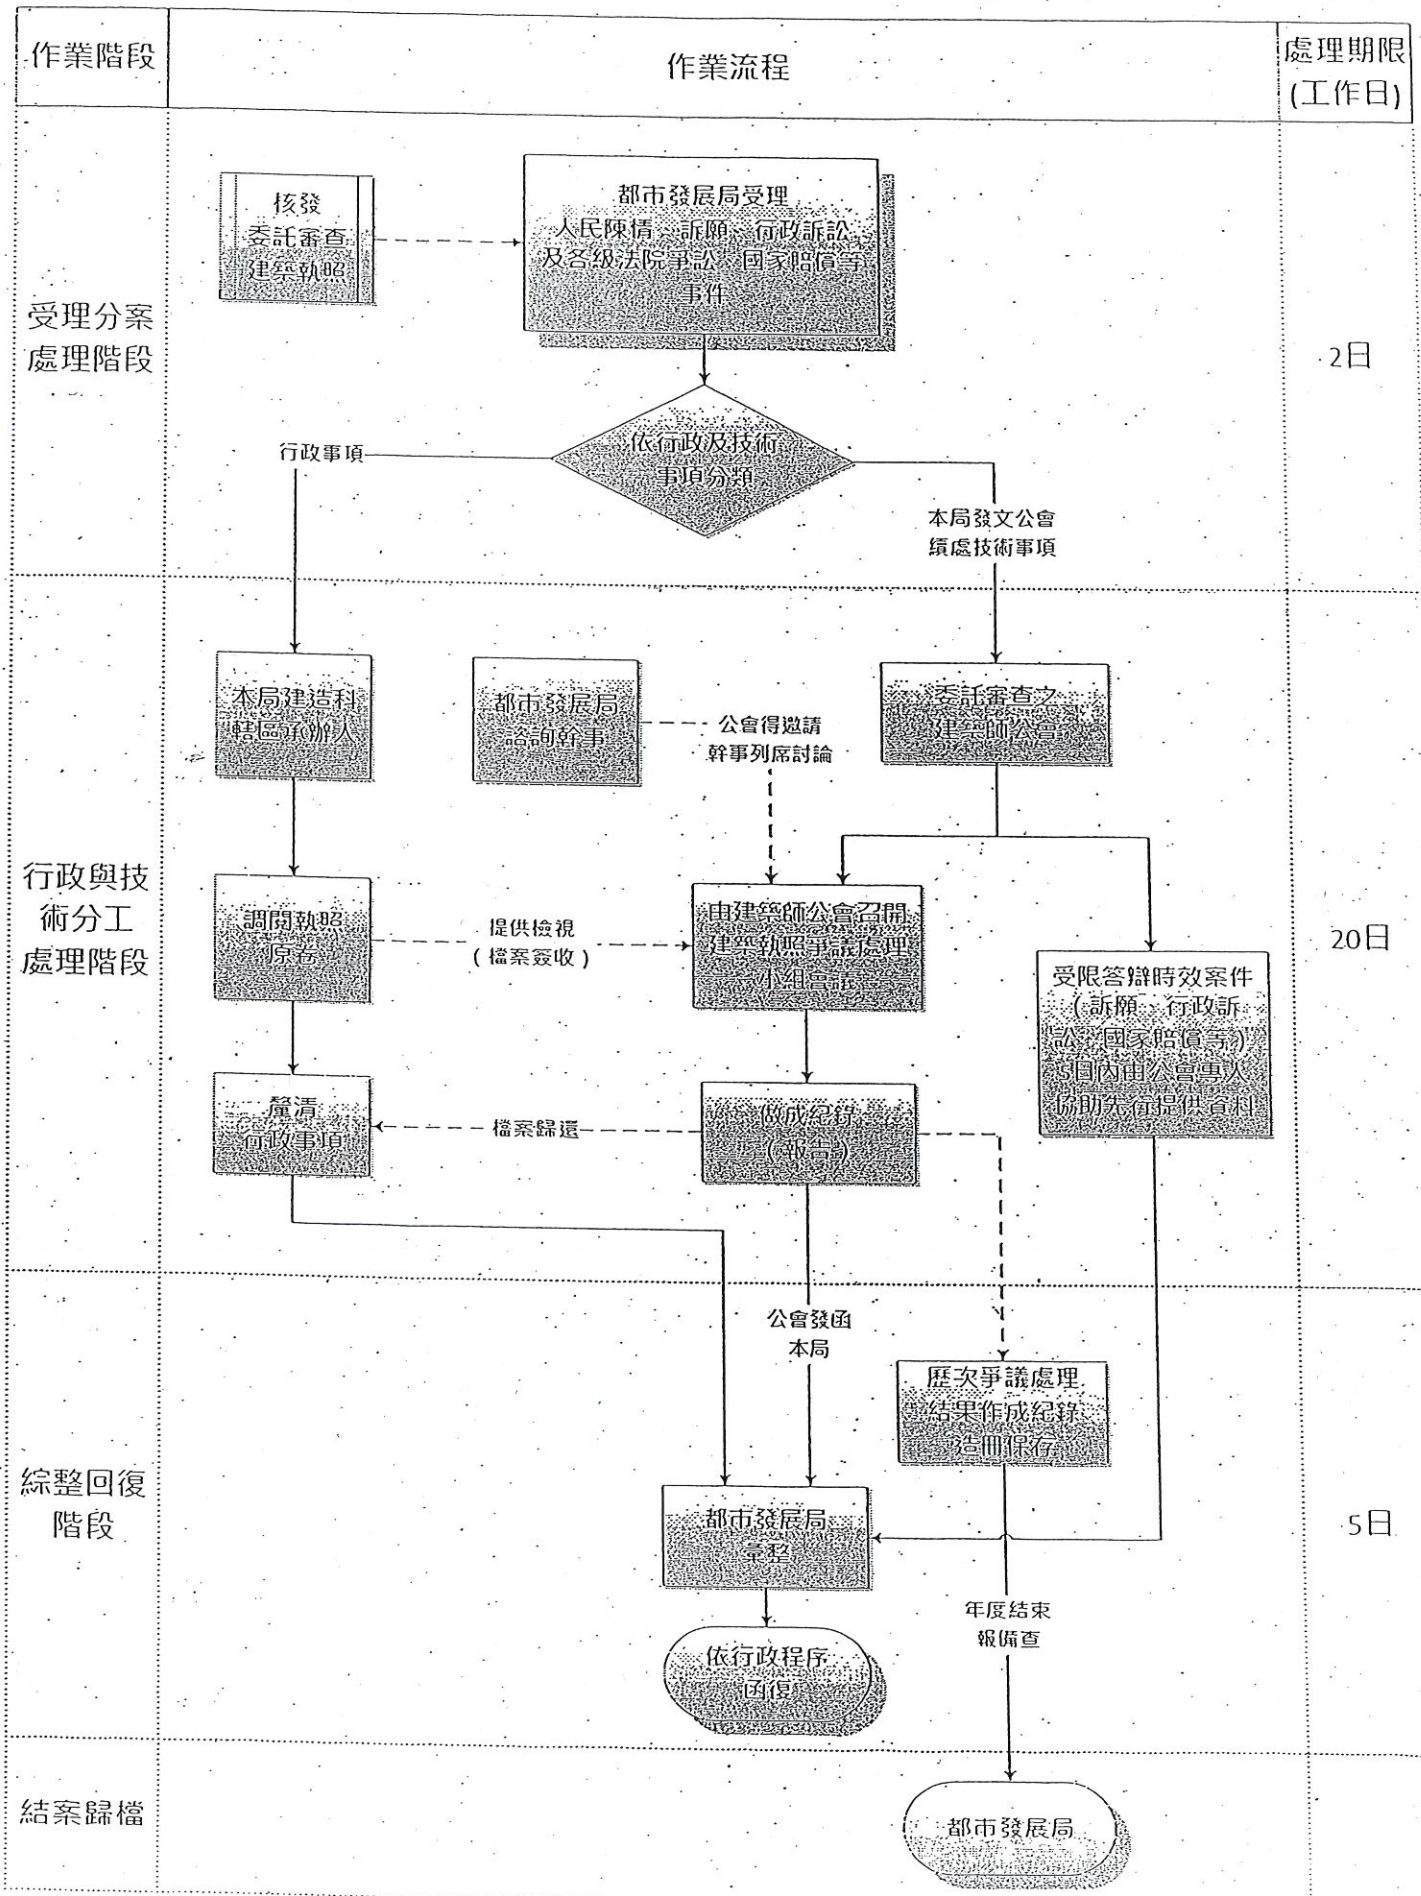 作業階段
作業流程
處理期限
(工作日)
核發
委託審查
建築執照
都市發展局受理
人民陳情、訴願、行政訴訟
及各級法院爭訟、國家賠償等
事件
受理分案
處理階段
2日
依行政及技術
事項分類
行政事項
本局發文公會
續處技術事項
本局建造科
轄區承辦人
都市發展局
諮詢幹事
公會得邀請
幹事列席討論
委託審查之
建築師公會
行政與技
術分工
處理階段
20日
調閱執照
原卷
提供檢視
(檔案簽收)
由建築師公會召開
建築執照爭議處理
小組會議
受限答辯時效案件
(訴願、行政訴
訟、國家賠償等)
5日內由公會專人
協助先行提供資料
釐清
行政事項
檔案歸還
做成紀錄
(報告)
公會發函
本局
歷次爭議處理
結果作成紀錄
造冊保存
綜整回復
階段
5日
都市發展局
彙整
年度結束
報備查
依行政程序
函復
結案歸檔
都市發展局